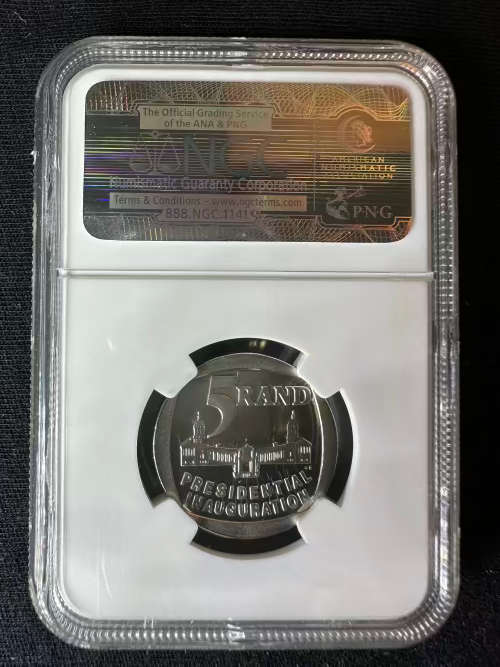 The Official Grading Service
of the ANA & PNG
NGC
Numismatic Guaranty Corporation
Terms & Conditions – www.ngcterms.com
888.NGC.1141
AMERICAN
NUMISMATIC
ASSOCIATION
PNG
5 RAND
PRESIDENTIAL
INAUGURATION